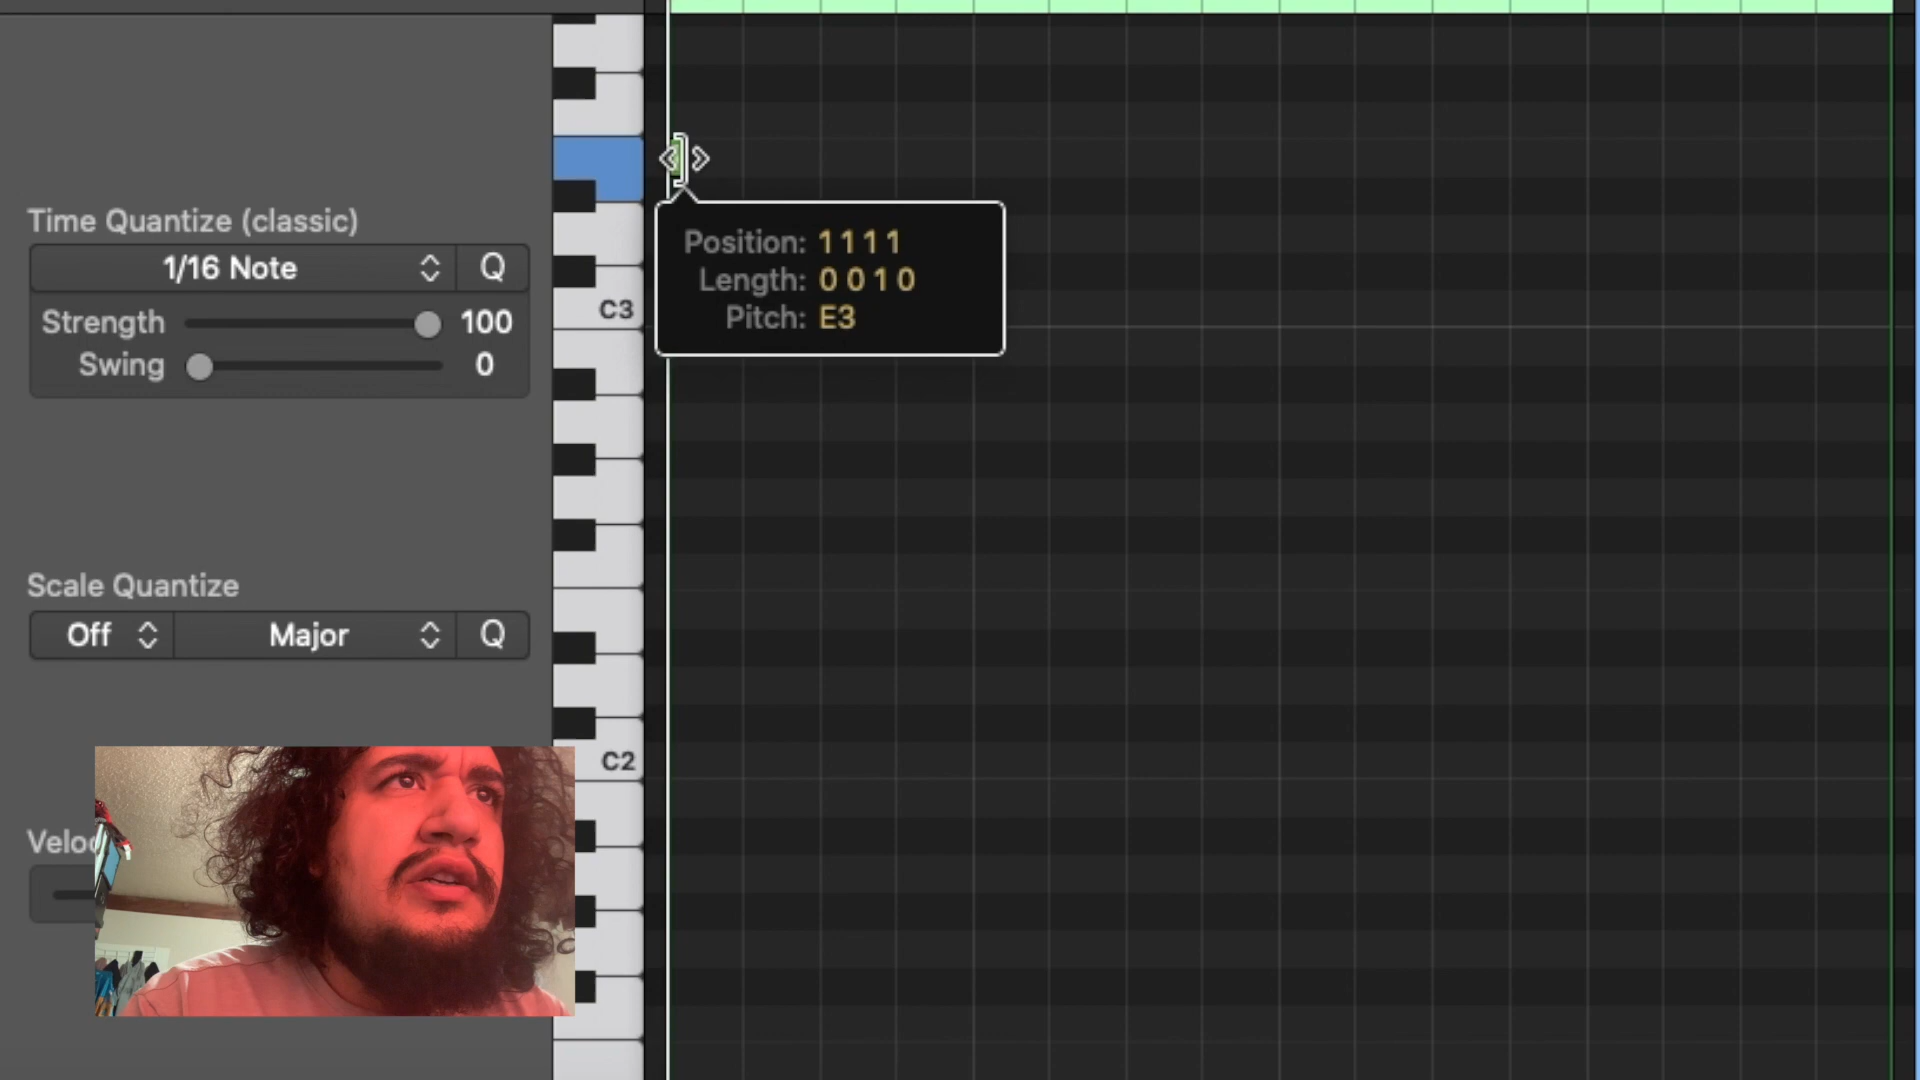 Time Quantize (classic)
1/16 Note Q
Strength 100
Swing 0
C3
Position: 1 1 1 1
Length: 0 0 1 0
Pitch: E3
Scale Quantize
Off Major Q
C2